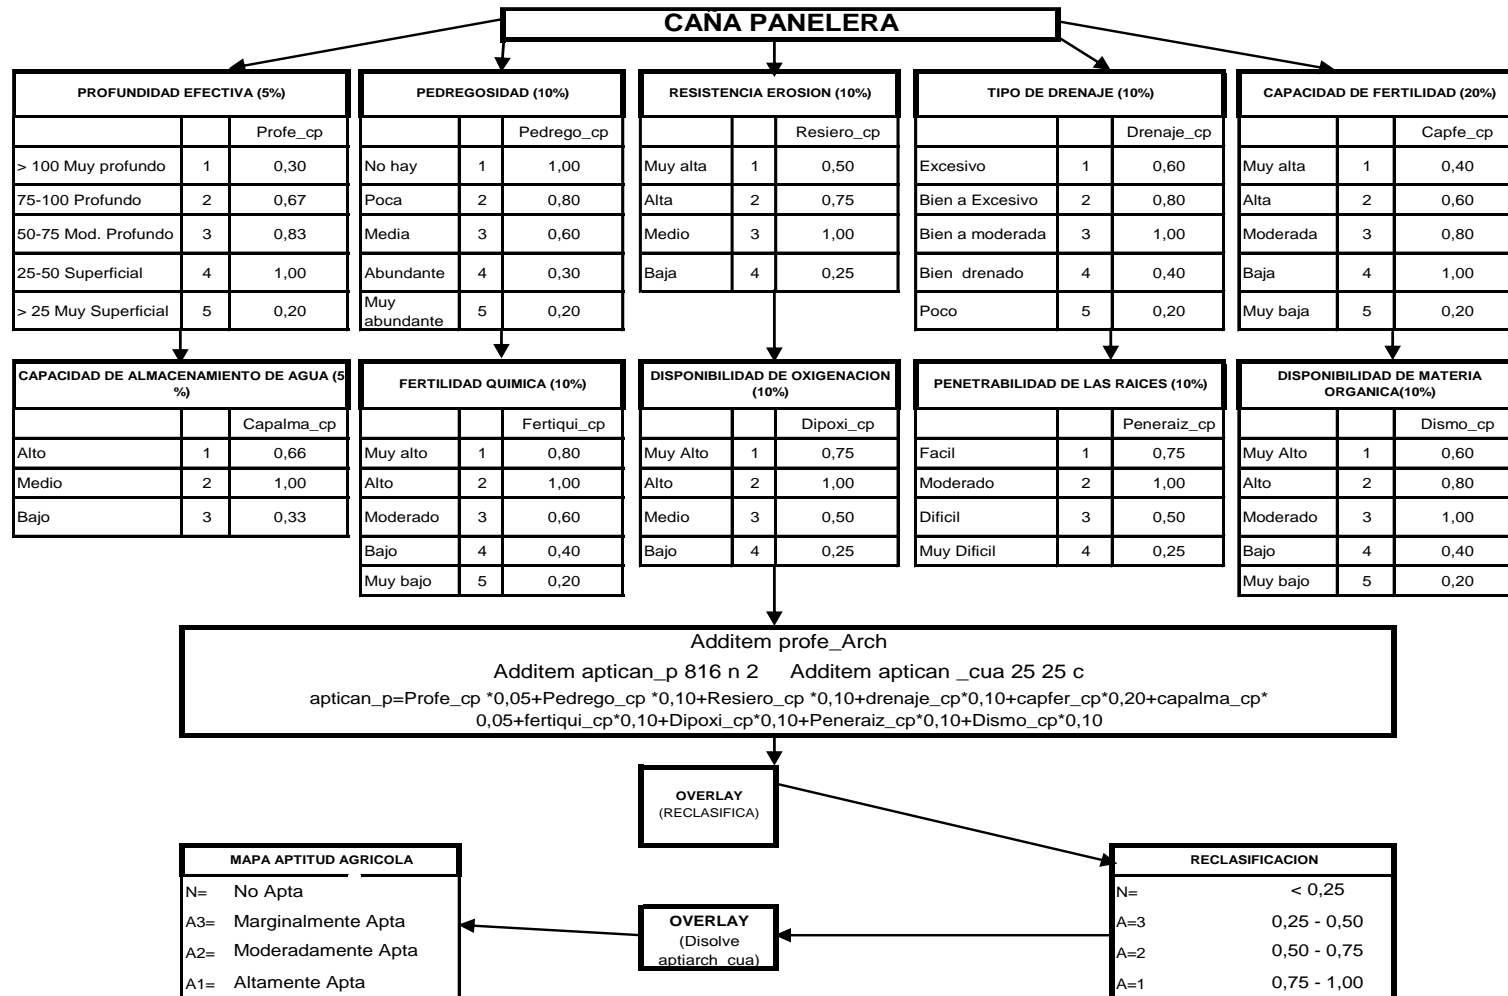 CAÑA PANELERA
PROFUNDIDAD EFECTIVA (5%)
Profe_cp
> 100 Muy profundo 1 0,30
75-100 Profundo 2 0,67
50-75 Mod. Profundo 3 0,83
25-50 Superficial 4 1,00
> 25 Muy Superficial 5 0,20
PEDREGOSIDAD (10%)
Pedrego_cp
No hay 1 1,00
Poca 2 0,80
Media 3 0,60
Abundante 4 0,30
Muy
abundante 5 0,20
RESISTENCIA EROSION (10%)
Resiero_cp
Muy alta 1 0,50
Alta 2 0,75
Medio 3 1,00
Baja 4 0,25
TIPO DE DRENAJE (10%)
Drenaje_cp
Excesivo 1 0,60
Bien a Excesivo 2 0,80
Bien a moderada 3 1,00
Bien drenado 4 0,40
Poco 5 0,20
CAPACIDAD DE FERTILIDAD (20%)
Capfe_cp
Muy alta 1 0,40
Alta 2 0,60
Moderada 3 0,80
Baja 4 1,00
Muy baja 5 0,20
CAPACIDAD DE ALMACENAMIENTO DE AGUA (5
%)
Capalma_cp
Alto 1 0,66
Medio 2 1,00
Bajo 3 0,33
FERTILIDAD QUIMICA (10%)
Fertiqui_cp
Muy alto 1 0,80
Alto 2 1,00
Moderado 3 0,60
Bajo 4 0,40
Muy bajo 5 0,20
DISPONIBILIDAD DE OXIGENACION
(10%)
Dipoxi_cp
Muy Alto 1 0,75
Alto 2 1,00
Medio 3 0,50
Bajo 4 0,25
PENETRABILIDAD DE LAS RAICES (10%)
Peneraiz_cp
Facil 1 0,75
Moderado 2 1,00
Dificil 3 0,50
Muy Dificil 4 0,25
DISPONIBILIDAD DE MATERIA
ORGANICA(10%)
Dismo_cp
Muy Alto 1 0,60
Alto 2 0,80
Moderado 3 1,00
Bajo 4 0,40
Muy bajo 5 0,20
Additem profe_Arch
Additem aptican_p 816 n 2 Additem aptican _cua 25 25 c
aptican_p=Profe_cp *0,05+Pedrego_cp *0,10+Resiero_cp *0,10+drenaje_cp*0,10+capfer_cp*0,20+capalma_cp*
0,05+fertiqui_cp*0,10+Dipoxi_cp*0,10+Peneraiz_cp*0,10+Dismo_cp*0,10
OVERLAY
(RECLASIFICA)
MAPA APTITUD AGRICOLA
N= No Apta
A3= Marginalmente Apta
A2= Moderadamente Apta
A1= Altamente Apta
OVERLAY
(Disolve
aptiarch_cua)
RECLASIFICACION
N= < 0,25
A=3 0,25 - 0,50
A=2 0,50 - 0,75
A=1 0,75 - 1,00